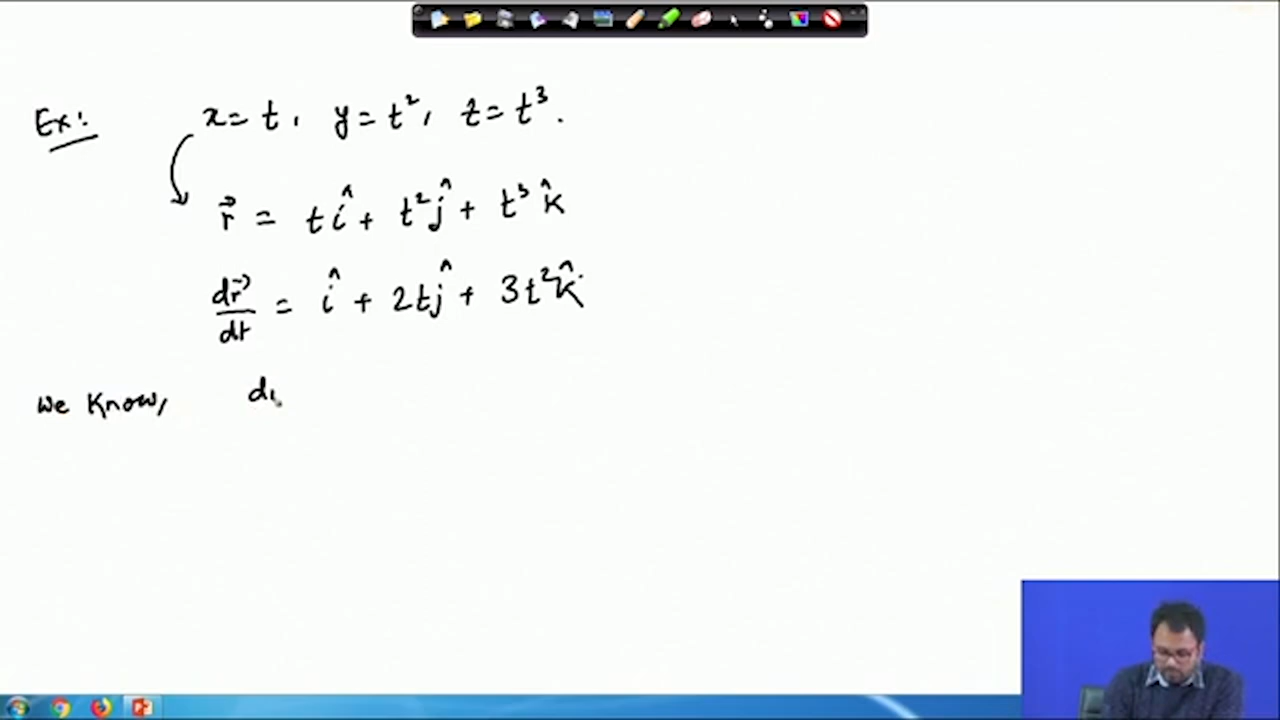 Ex:  x = t, y = t², z = t³.
r⃗ = t î + t² ĵ + t³ k̂
dr⃗/dt = î + 2t ĵ + 3t² k̂
We know,